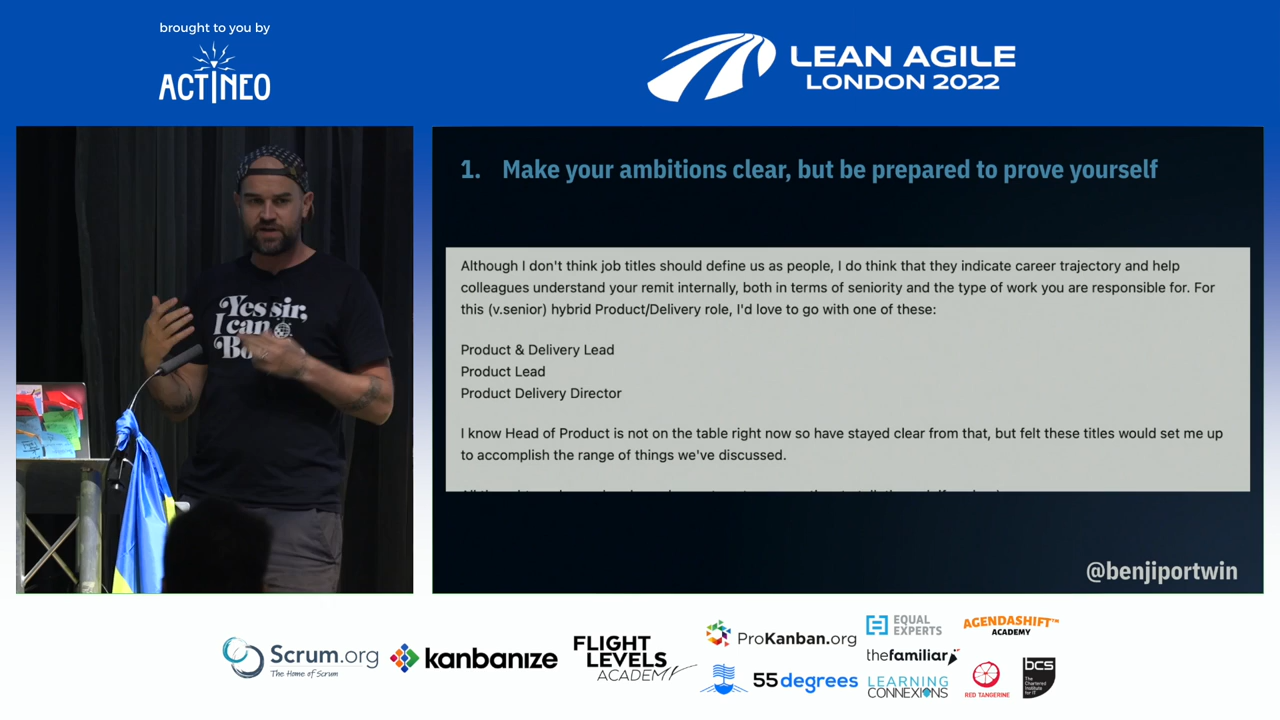 brought to you by
ACTINEO
LEAN AGILE
LONDON 2022
Yes sir,
I can
1. Make your ambitions clear, but be prepared to prove yourself
Although I don't think job titles should define us as people, I do think that they indicate career trajectory and help
colleagues understand your remit internally, both in terms of seniority and the type of work you are responsible for. For
this (v.senior) hybrid Product/Delivery role, I'd love to go with one of these:
Product & Delivery Lead
Product Lead
Product Delivery Director
I know Head of Product is not on the table right now so have stayed clear from that, but felt these titles would set me up
to accomplish the range of things we've discussed.
@benjiportwin
Scrum.org
The Home of Scrum
kanbanize
FLIGHT
LEVELS
ACADEMY
ProKanban.org
55degrees
EQUAL
EXPERTS
thefamiliar
LEARNING
CONNEXIONS
AGENDASHIFT™
ACADEMY
RED TANGERINE
bcs
The
Chartered
Institute
for IT